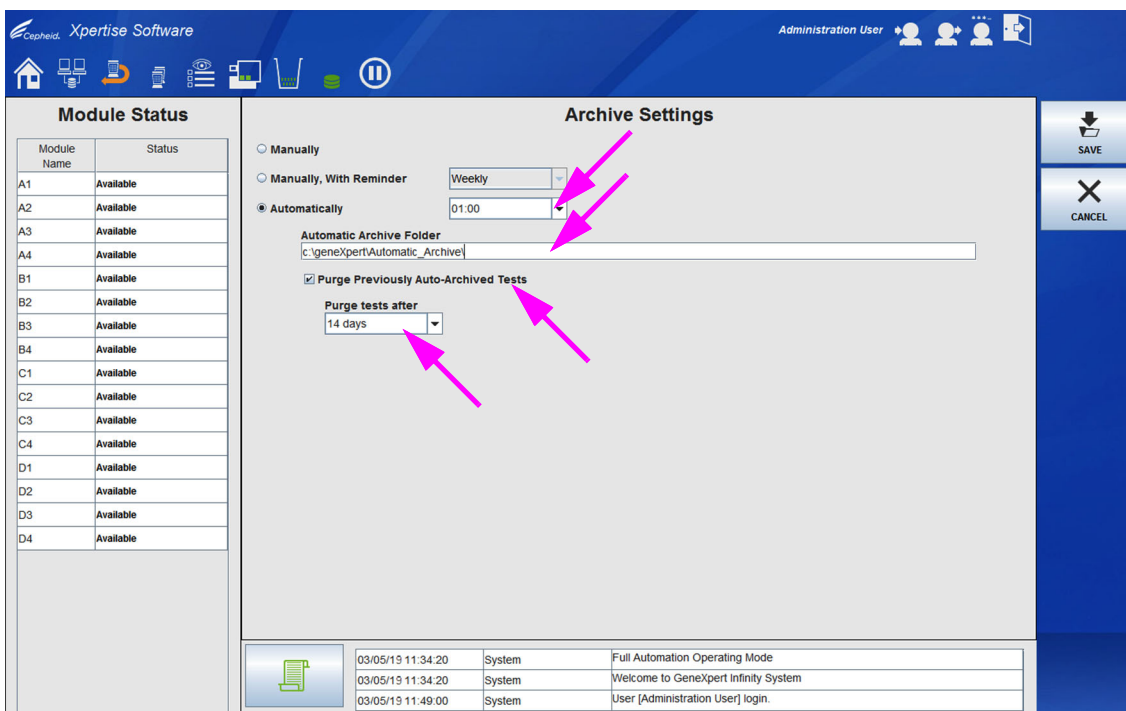 Cepheid. Xpertise Software
Administration User
Module Status
Archive Settings
Module
Name
Status
A1 Available
A2 Available
A3 Available
A4 Available
B1 Available
B2 Available
B3 Available
B4 Available
C1 Available
C2 Available
C3 Available
C4 Available
D1 Available
D2 Available
D3 Available
D4 Available
Manually
Manually, With Reminder Weekly
Automatically 01:00
Automatic Archive Folder
c:\geneXpert\Automatic_Archive\
Purge Previously Auto-Archived Tests
Purge tests after
14 days
SAVE
CANCEL
03/05/19 11:34:20 System Full Automation Operating Mode
03/05/19 11:34:20 System Welcome to GeneXpert Infinity System
03/05/19 11:49:00 System User [Administration User] login.